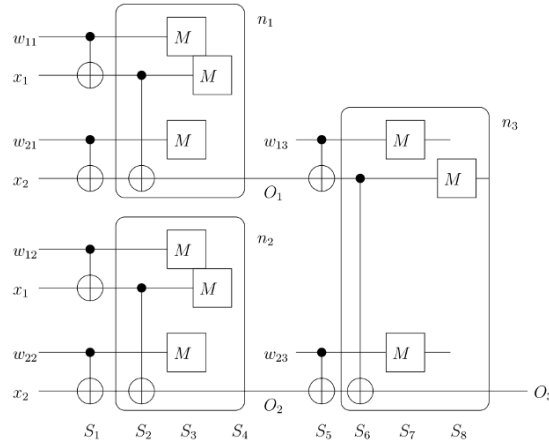 n₁
w₁₁ M
x₁ M
n₃
w₂₁ M w₁₃ M
x₂ O₁ M
n₂
w₁₂ M
x₁ M
w₂₂ M w₂₃ M
x₂ O₂ O₃
S₁ S₂ S₃ S₄ S₅ S₆ S₇ S₈